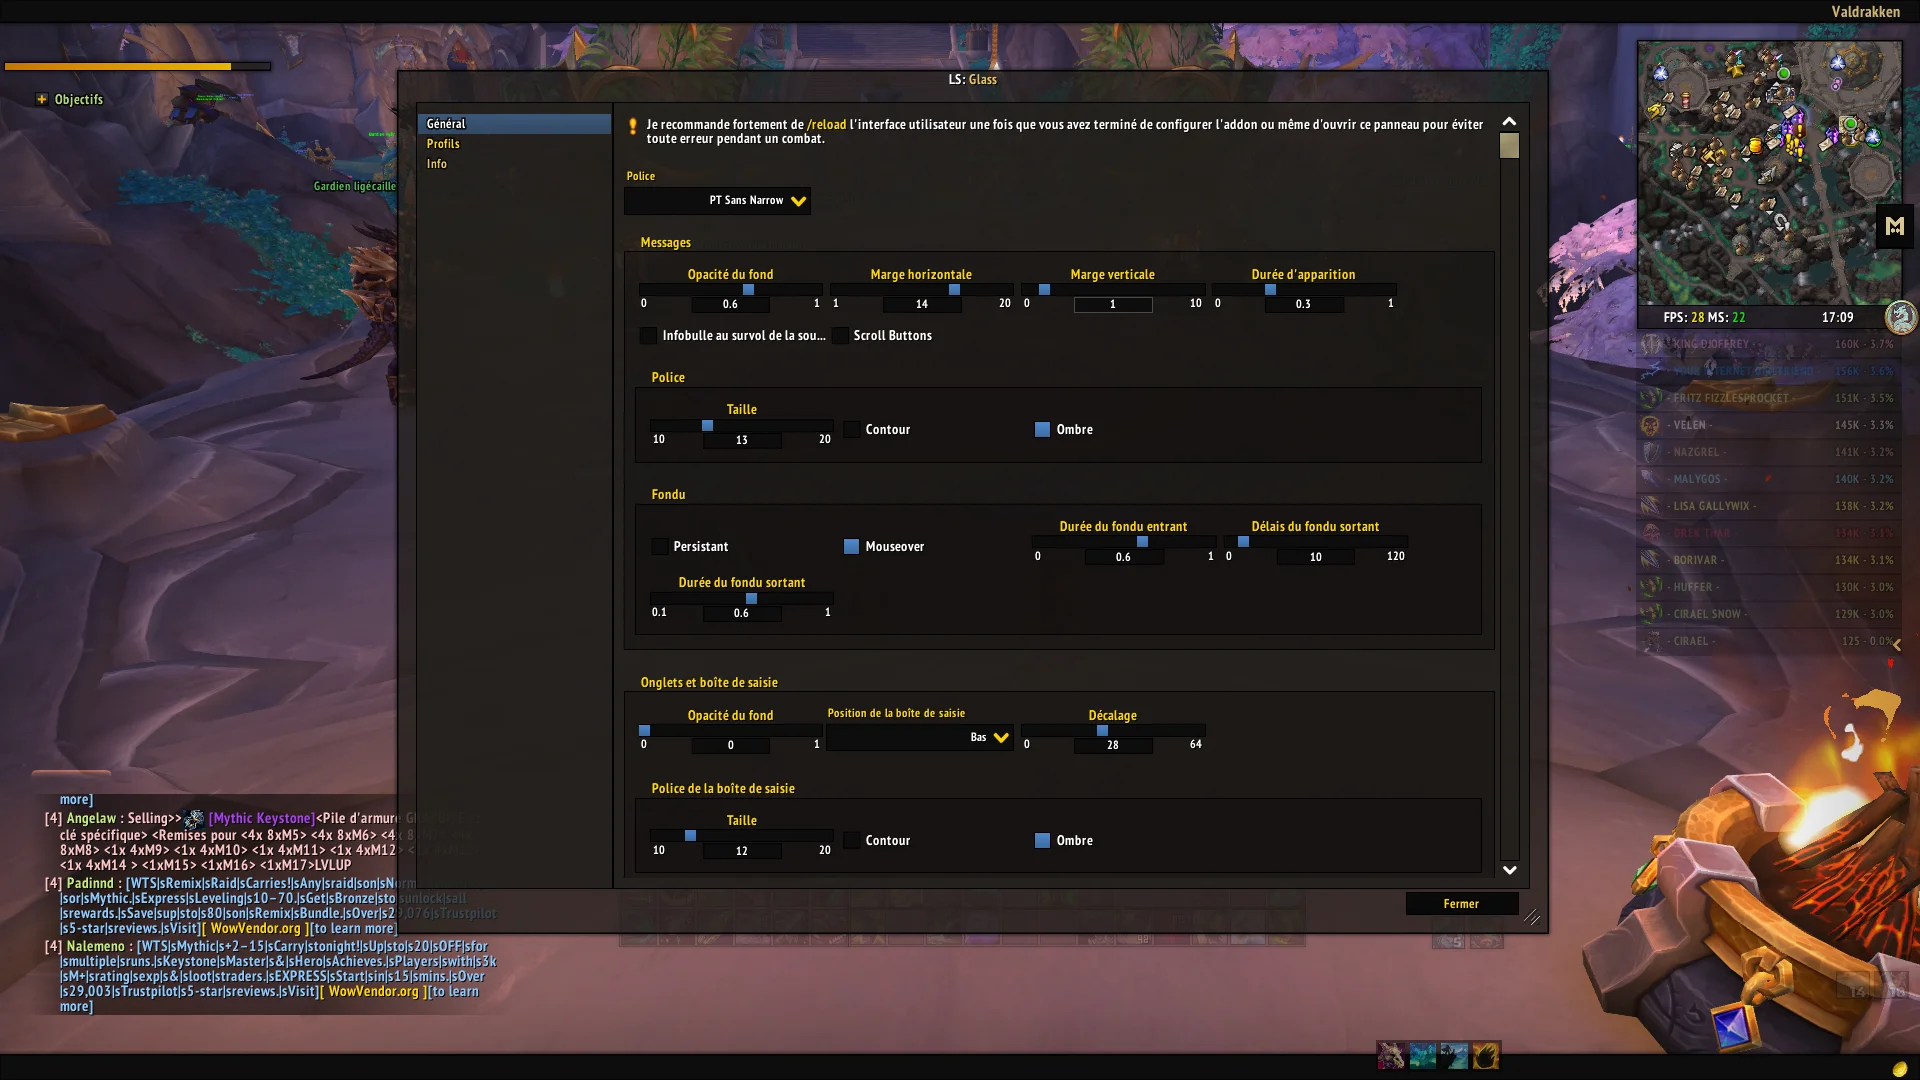 Valdrakken
Objectifs
Gardien ligécaille
LS: Glass
Général
Profils
Info
Je recommande fortement de /reload l'interface utilisateur une fois que vous avez terminé de configurer l'addon ou même d'ouvrir ce panneau pour éviter
toute erreur pendant un combat.
Police
PT Sans Narrow
Messages
Opacité du fond
0 0.6 1
Marge horizontale
1 14 20
Marge verticale
0 1 10
Durée d'apparition
0 0.3 1
Infobulle au survol de la sou...
Scroll Buttons
Police
Taille
10 13 20
Contour
Ombre
Fondu
Persistant
Mouseover
Durée du fondu entrant
0 0.6 1
Délais du fondu sortant
0 10 120
Durée du fondu sortant
0.1 0.6 1
Onglets et boîte de saisie
Opacité du fond
0 0 1
Position de la boîte de saisie
Bas
Décalage
0 28 64
Police de la boîte de saisie
Taille
10 12 20
Contour
Ombre
Fermer
FPS: 28 MS: 22 17:09
- KING DJOFFREY - 160K - 3.7%
156K - 3.6%
- FRITZ FIZZLESPROCKET - 151K - 3.5%
- VELEN - 145K - 3.3%
- NAZGREL - 141K - 3.2%
- MALYGOS - 140K - 3.2%
- LISA GALLYWIX - 138K - 3.2%
134K - 3.1%
- BORIVAR - 134K - 3.1%
- HUFFER - 130K - 3.0%
- CIRAEL SNOW - 129K - 3.0%
- CIRAEL - 125 - 0.0%
more]
[4] Angelaw : Selling>> [Mythic Keystone]<Pile d'armure
clé spécifique> <Remises pour <4x 8xM5> <4x 8xM6> <4x
8xM8> <1x 4xM9> <1x 4xM10> <1x 4xM11> <1x 4xM12>
<1x 4xM14 > <1xM15> <1xM16> <1xM17>LVLUP
[4] Padinnd : [WTS|sRemix|sRaid|sCarries!|sAny|sraid|son|sNorm
|sor|sMythic.|sExpress|sLeveling|s10-70.|sGet|sBronze|sto|sunlock|sall
|srewards.|sSave|sup|sto|s80|son|sRemix|sBundle.|sOver|s29,076|sTrustpilot
|s5-star|sreviews.|sVisit][ WowVendor.org ][to learn more]
[4] Nalemeno : [WTS|sMythic|s+2-15|sCarry|stonight!|sUp|sto|s20|sOFF|sfor
|smultiple|sruns.|sKeystone|sMaster|s&|sHero|sAchieves.|sPlayers|swith|s3k
|sM+|srating|sexp|s&|sloot|straders.|sEXPRESS|sStart|sin|s15|smins.|sOver
|s29,003|sTrustpilot|s5-star|sreviews.|sVisit][ WowVendor.org ][to learn
more]